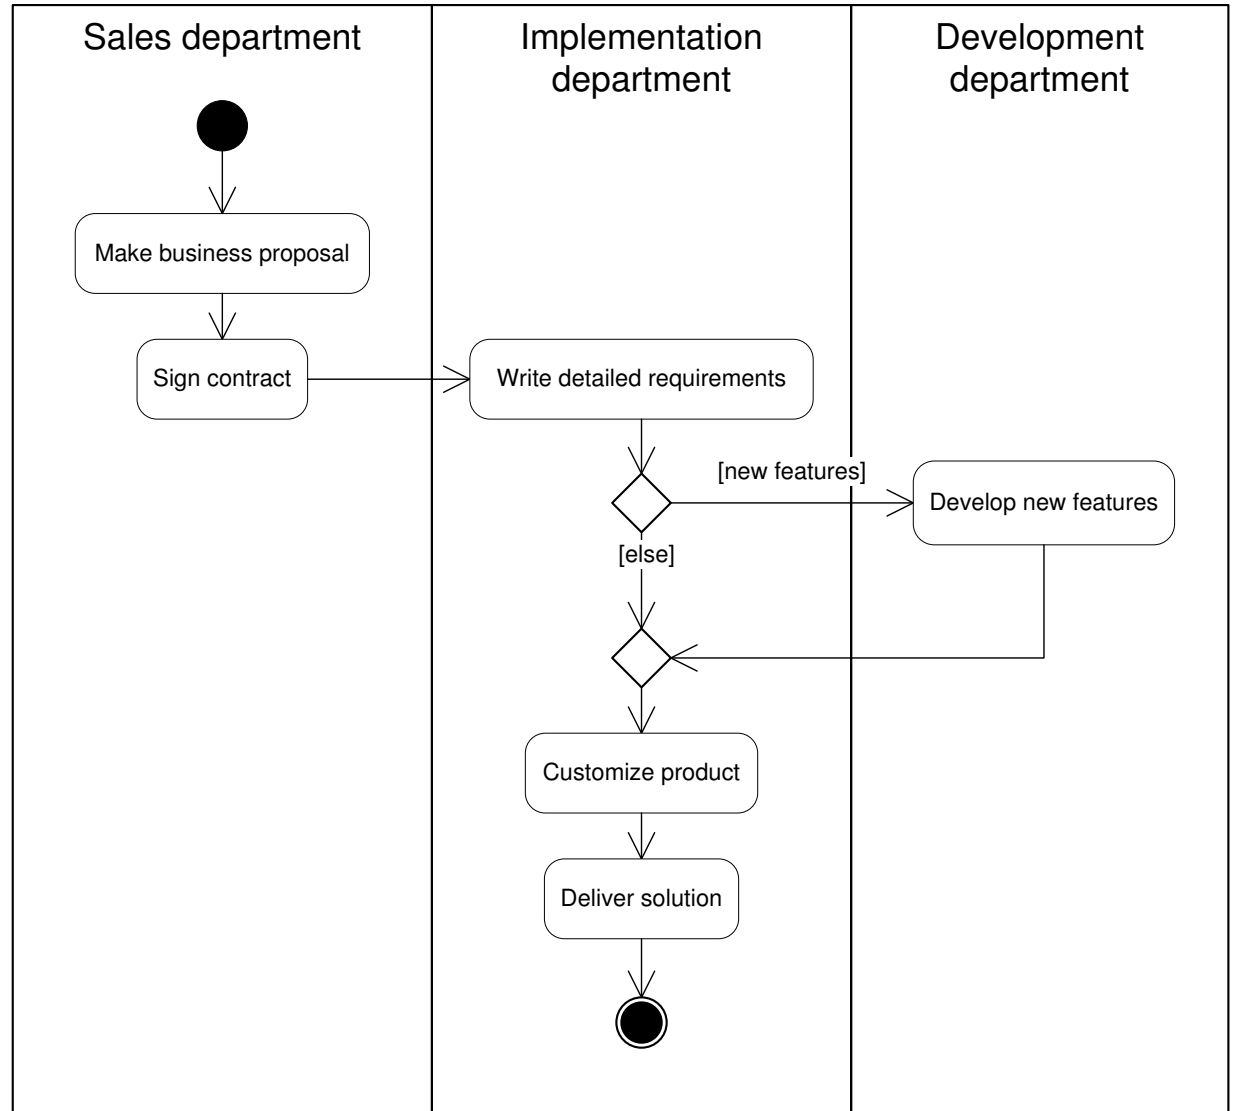 Sales department
Implementation
department
Development
department
Make business proposal
Sign contract
Write detailed requirements
[new features]
Develop new features
[else]
Customize product
Deliver solution